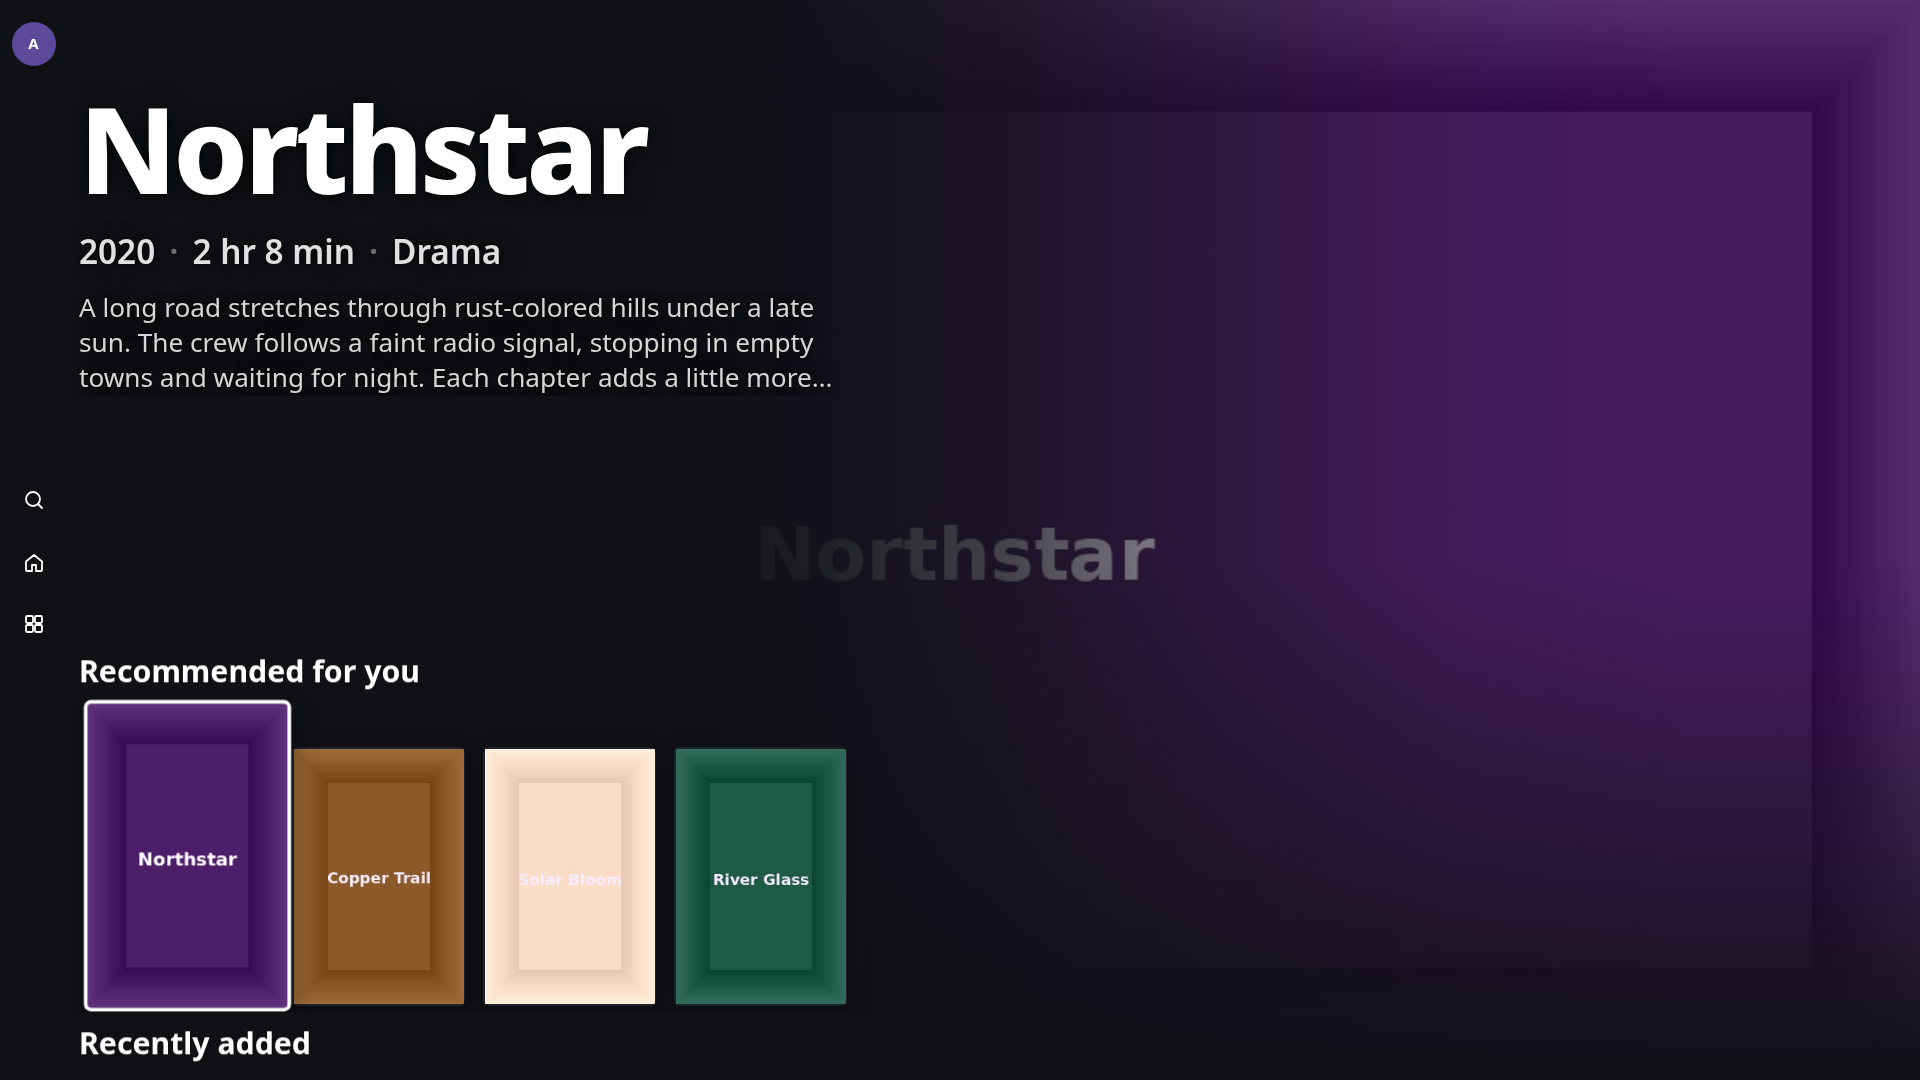 A
Northstar
2020 · 2 hr 8 min · Drama
A long road stretches through rust-colored hills under a late
sun. The crew follows a faint radio signal, stopping in empty
towns and waiting for night. Each chapter adds a little more...
Northstar
Recommended for you
Northstar
Copper Trail
Solar Bloom
River Glass
Recently added